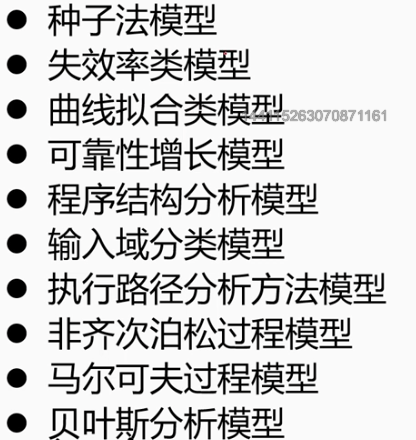 ● 种子法模型
● 失效率类模型
● 曲线拟合类模型
● 可靠性增长模型
● 程序结构分析模型
● 输入域分类模型
● 执行路径分析方法模型
● 非齐次泊松过程模型
● 马尔可夫过程模型
● 贝叶斯分析模型